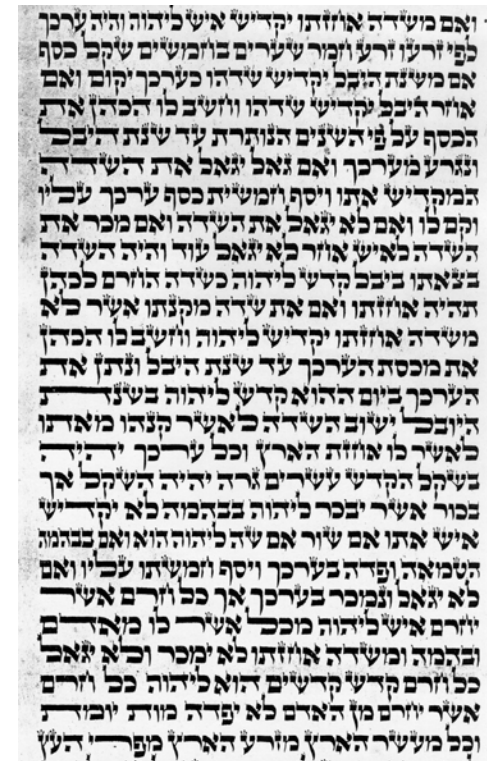 ואם משדה אחזתו יקדיש איש ליהוה והיה ערכך
לפי זרעו זרע חמר שערים בחמשים שקל כסף
אם משנת היבל יקדיש שדהו כערכך יקום ואם
אחר היבל יקדיש שדהו וחשב לו הכהן את
הכסף על פי השנים הנותרת עד שנת היבל
ונגרע מערכך ואם גאל יגאל את השדה
המקדיש אתו ויסף חמשית כסף ערכך עליו
וקם לו ואם לא יגאל את השדה ואם מכר את
השדה לאיש אחר לא יגאל עוד והיה השדה
בצאתו ביבל קדש ליהוה כשדה החרם לכהן
תהיה אחזתו ואם את שדה מקנתו אשר לא
משדה אחזתו יקדיש ליהוה וחשב לו הכהן
את מכסת הערכך עד שנת היבל ונתן את
הערכך ביום ההוא קדש ליהוה בשנת
היובל ישוב השדה לאשר קנהו מאתו
לאשר לו אחזת הארץ וכל ערכך יהיה
בשקל הקדש עשרים גרה יהיה השקל אך
בכור אשר יבכר ליהוה בבהמה לא יקדיש
איש אתו אם שור אם שה ליהוה הוא ואם בבהמה
הטמאה ופדה בערכך ויסף חמשתו עליו ואם
לא יגאל ונמכר בערכך אך כל חרם אשר
יחרם איש ליהוה מכל אשר לו מאדם
ובהמה ומשדה אחזתו לא ימכר ולא יגאל
כל חרם קדש קדשים הוא ליהוה כל חרם
אשר יחרם מן האדם לא יפדה מות יומת
וכל מעשר הארץ מזרע הארץ מפרי העץ